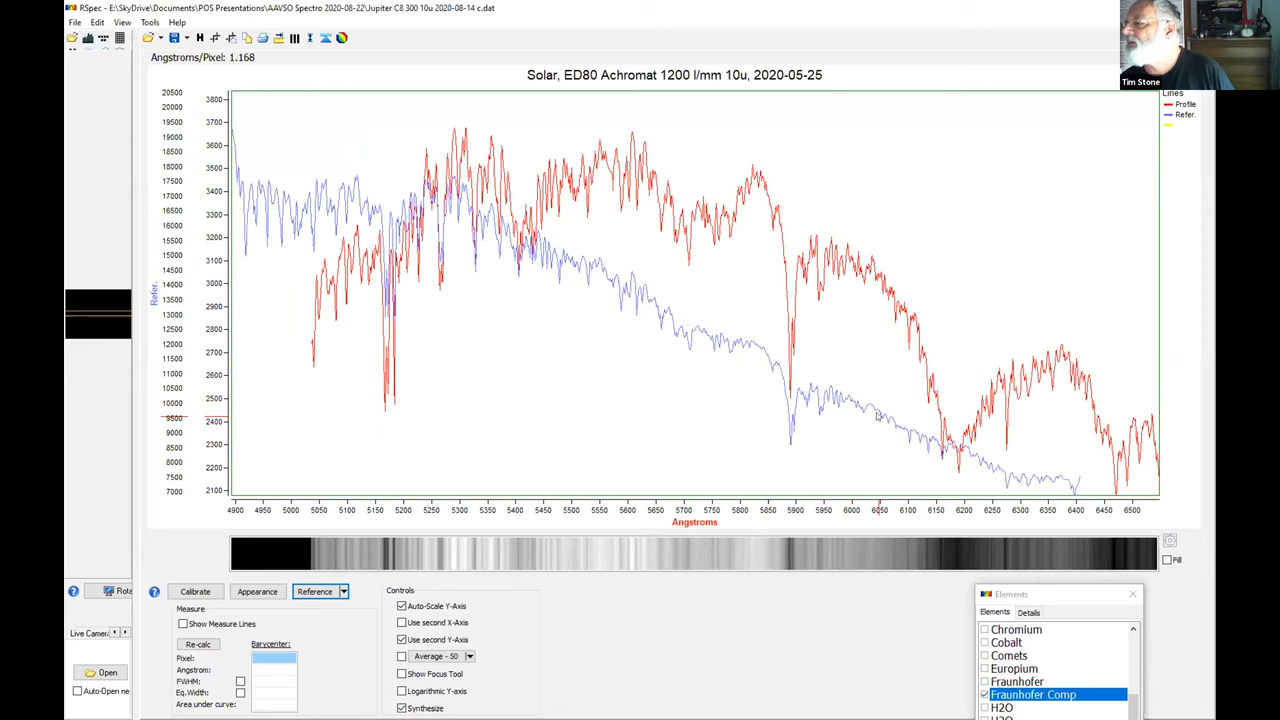 RSpec - E:\SkyDrive\Documents\POS Presentations\AAVSO Spectro 2020-08-22\Jupiter C8 300 10u 2020-08-14 c.dat
File Edit View Tools Help
Angstroms/Pixel: 1.168
Solar, ED80 Achromat 1200 l/mm 10u, 2020-05-25
Tim Stone
Lines
Profile
Refer.
20500
20000
19500
19000
18500
18000
17500
17000
16500
16000
15500
15000
14500
14000
13500
13000
12500
12000
11500
11000
10500
10000
9500
9000
8500
8000
7500
7000
Refer.
3800
3700
3600
3500
3400
3300
3200
3100
3000
2900
2800
2700
2600
2500
2400
2300
2200
2100
4900 4950 5000 5050 5100 5150 5200 5250 5300 5350 5400 5450 5500 5550 5600 5650 5700 5750 5800 5850 5900 5950 6000 6050 6100 6150 6200 6250 6300 6350 6400 6450 6500
Angstroms
Fill
Rota
Calibrate Appearance Reference
Measure
Show Measure Lines
Re-calc Barycenter:
Pixel:
Angstrom:
FWHM:
Eq.Width:
Area under curve:
Controls
Auto-Scale Y-Axis
Use second X-Axis
Use second Y-Axis
Average - 50
Show Focus Tool
Logarithmic Y-axis
Synthesize
Live Camera
Open
Auto-Open ne
Elements
Elements Details
Chromium
Cobalt
Comets
Europium
Fraunhofer
Fraunhofer Comp
H2O